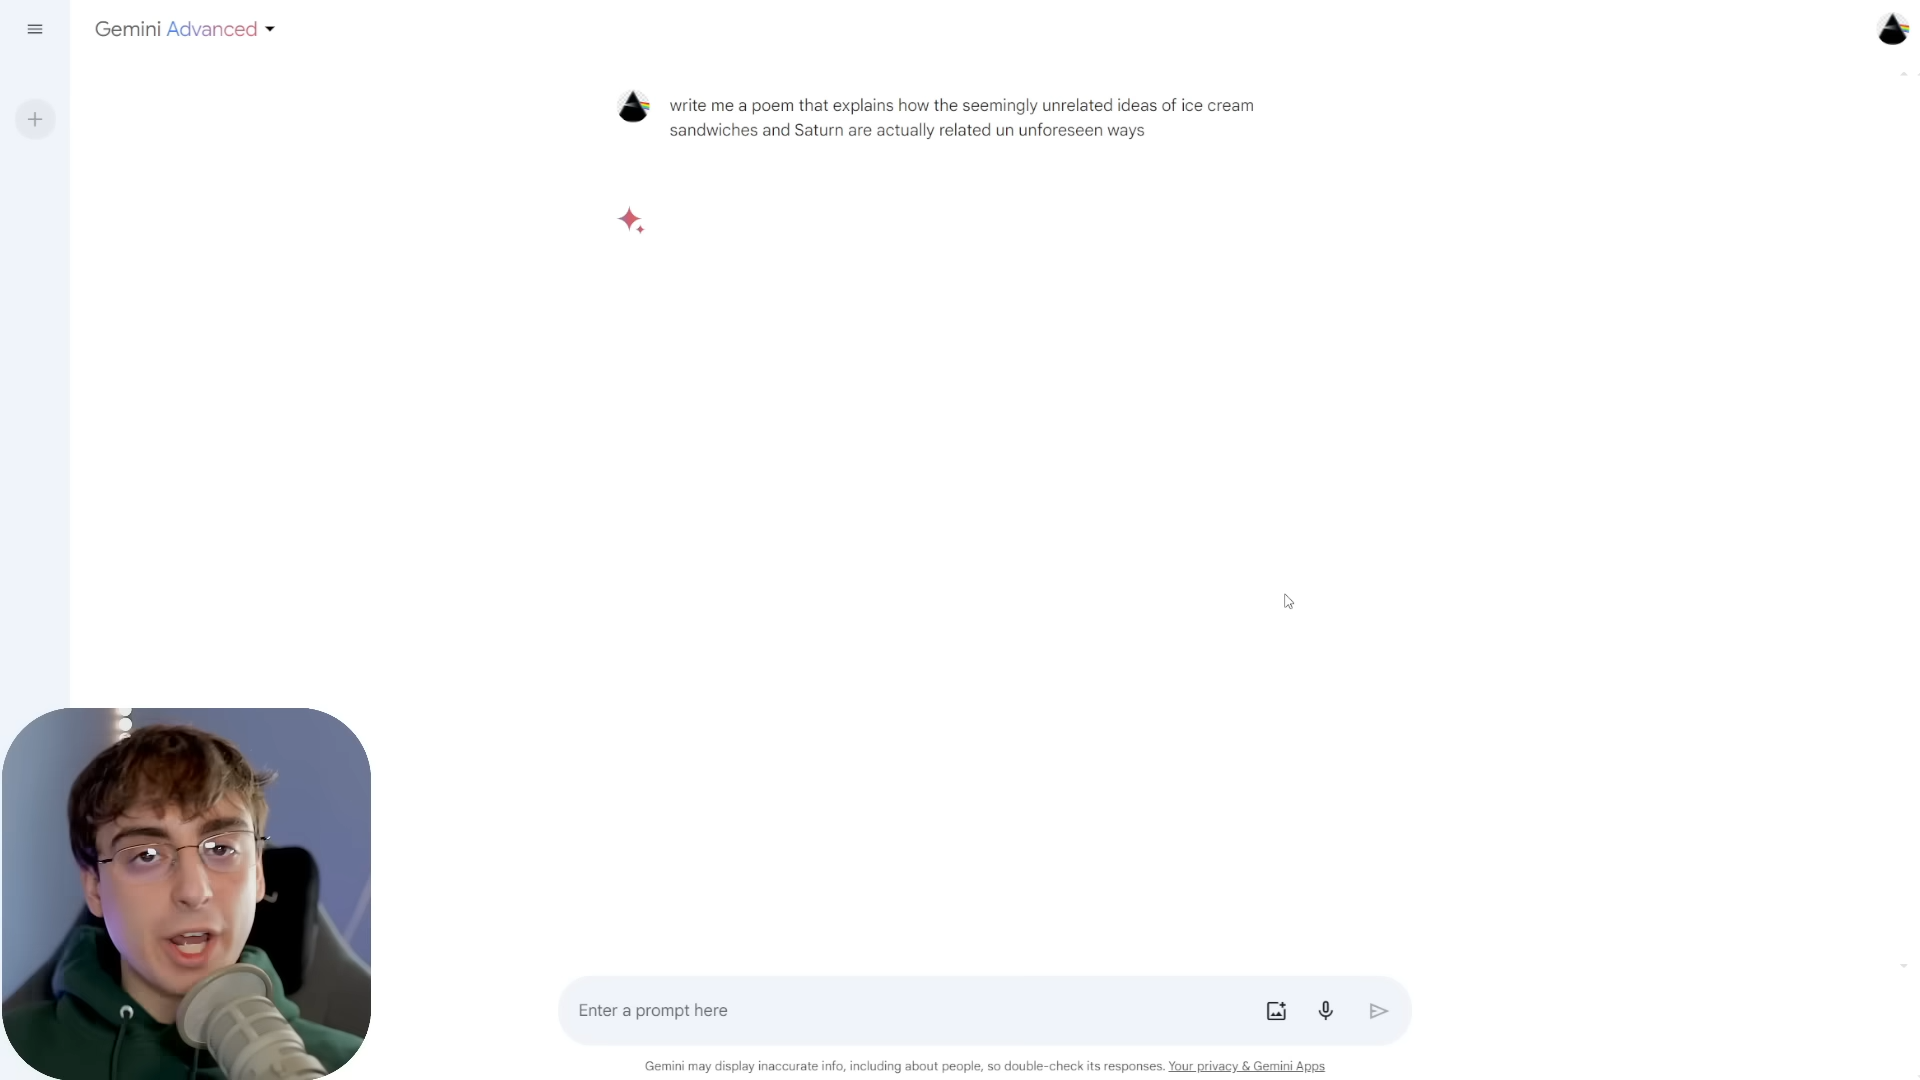 Gemini Advanced
write me a poem that explains how the seemingly unrelated ideas of ice cream
sandwiches and Saturn are actually related un unforeseen ways
Enter a prompt here
Gemini may display inaccurate info, including about people, so double-check its responses. Your privacy & Gemini Apps